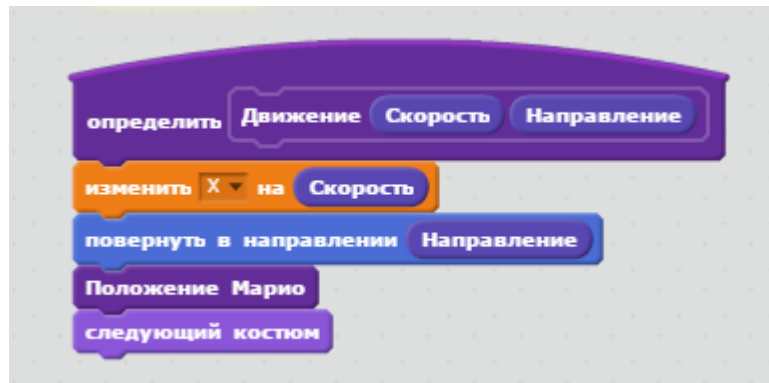 определить Движение Скорость Направление
изменить X на Скорость
повернуть в направлении Направление
Положение Марио
следующий костюм